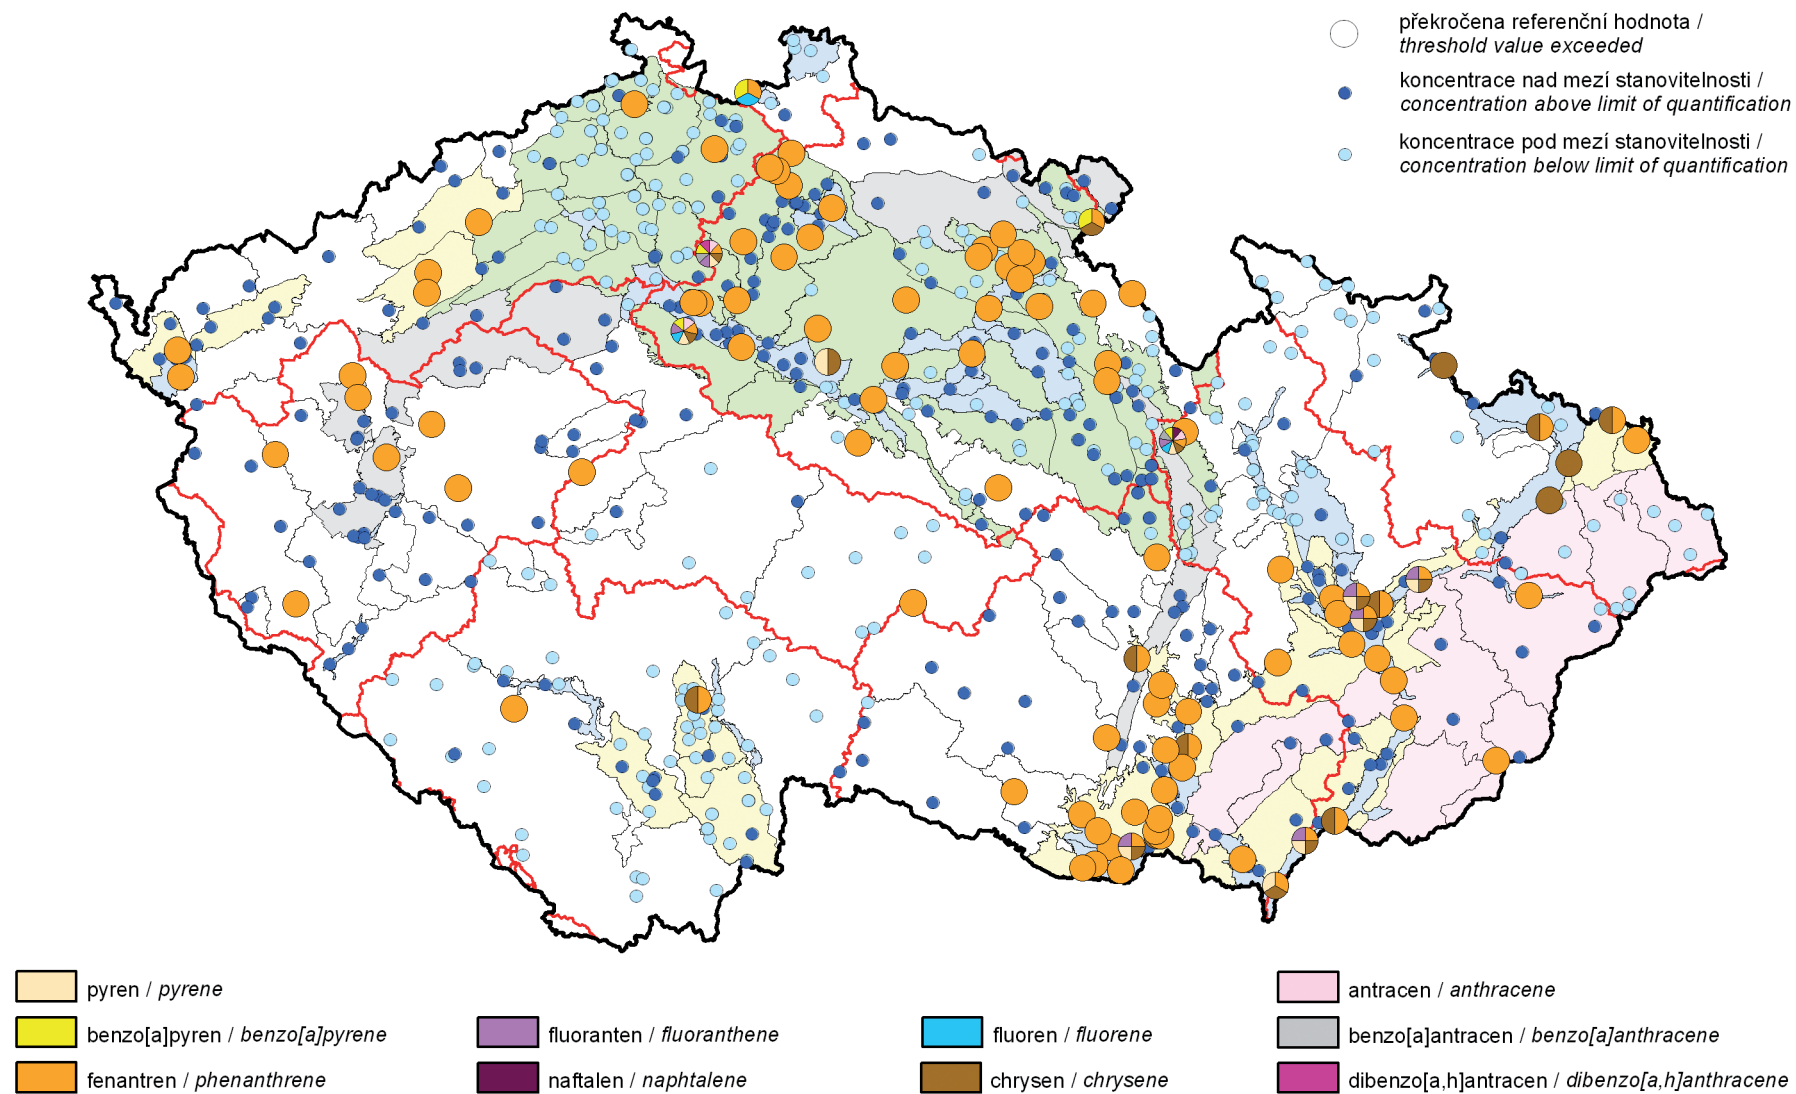 překročena referenční hodnota /
threshold value exceeded
koncentrace nad mezí stanovitelnosti /
concentration above limit of quantification
koncentrace pod mezí stanovitelnosti /
concentration below limit of quantification
pyren / pyrene
antracen / anthracene
benzo[a]pyren / benzo[a]pyrene
fluoranten / fluoranthene
fluoren / fluorene
benzo[a]antracen / benzo[a]anthracene
fenantren / phenanthrene
naftalen / naphtalene
chrysen / chrysene
dibenzo[a,h]antracen / dibenzo[a,h]anthracene